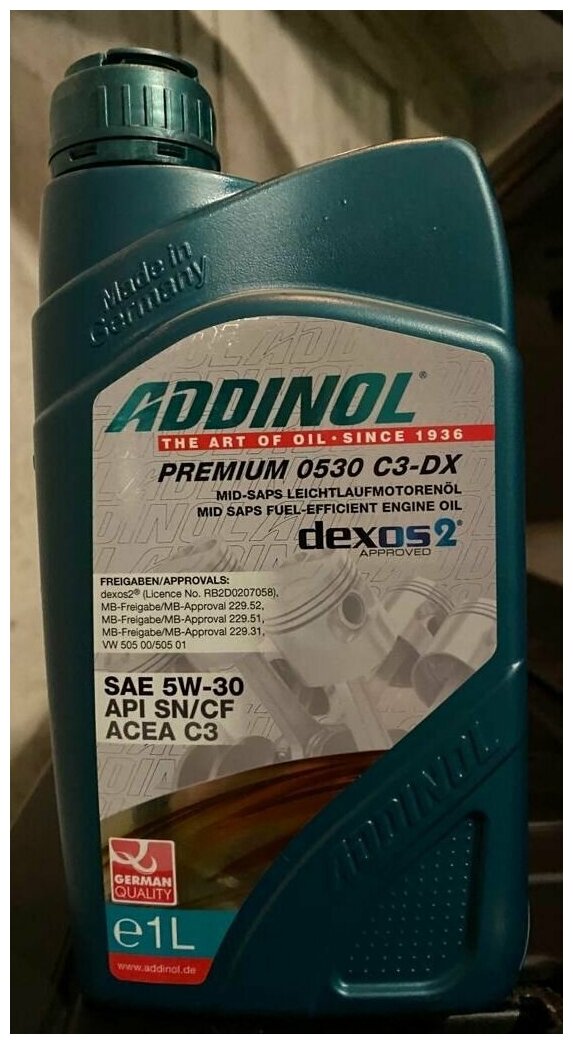 Made in
Germany
ADDINOL®
THE ART OF OIL · SINCE 1936
PREMIUM 0530 C3-DX
MID-SAPS LEICHTLAUFMOTORENÖL
MID SAPS FUEL-EFFICIENT ENGINE OIL
dexos2®
APPROVED
FREIGABEN/APPROVALS:
dexos2® (Licence No. RB2D0207058),
MB-Freigabe/MB-Approval 229.52,
MB-Freigabe/MB-Approval 229.51,
MB-Freigabe/MB-Approval 229.31,
VW 505 00/505 01
SAE 5W-30
API SN/CF
ACEA C3
ADDINOL
GERMAN
QUALITY
℮1L
www.addinol.de